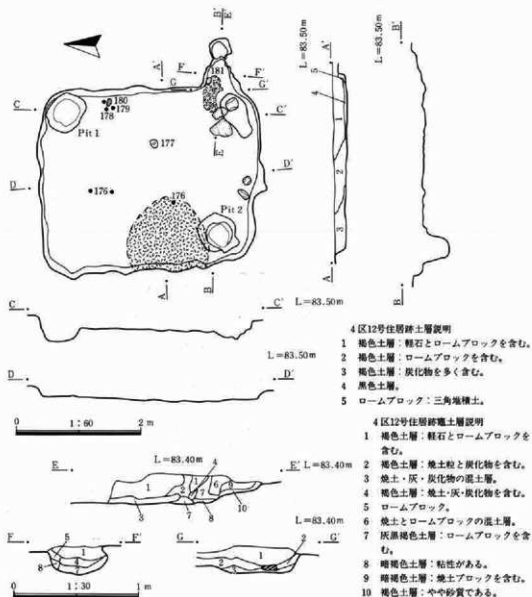 B'
E'
A'
F'
181
F'
G
G'
C
180
179
178
C'
Pit 1
E
177
D
176
176
D'
Pit 2
A
B
L=83.50m
A'
5
4
1
2
3
A
L=83.50m
B'
B
C
C'
L=83.50m
L=83.50m
D
D'
0
1:60
2 m
4区12号住居跡土層説明
1 褐色土層：軽石とロームブロックを含む。
2 褐色土層：ロームブロックを含む。
3 褐色土層：炭化物を多く含む。
4 黒色土層。
5 ロームブロック：三角堆積土。
L=83.40m
E
E'
1
2
4
1
6
7
9
3
7
8
10
L=83.40m
F
F'
5
1
4
7
8
L=83.40m
G
G'
1
2
2
0
1:30
1 m
4区12号住居跡竈土層説明
1 褐色土層：軽石とロームブロックを
含む。
2 褐色土層：焼土粒と炭化物を含む。
3 焼土・灰・炭化物の混土層。
4 褐色土層：焼土・灰・炭化物を含む。
5 ロームブロック。
6 焼土とロームブロックの混土層。
7 灰黒褐色土層：ロームブロックを含
む。
8 暗褐色土層：粘性がある。
9 暗褐色土層：焼土ブロックを含む。
10 褐色土層：やや砂質である。